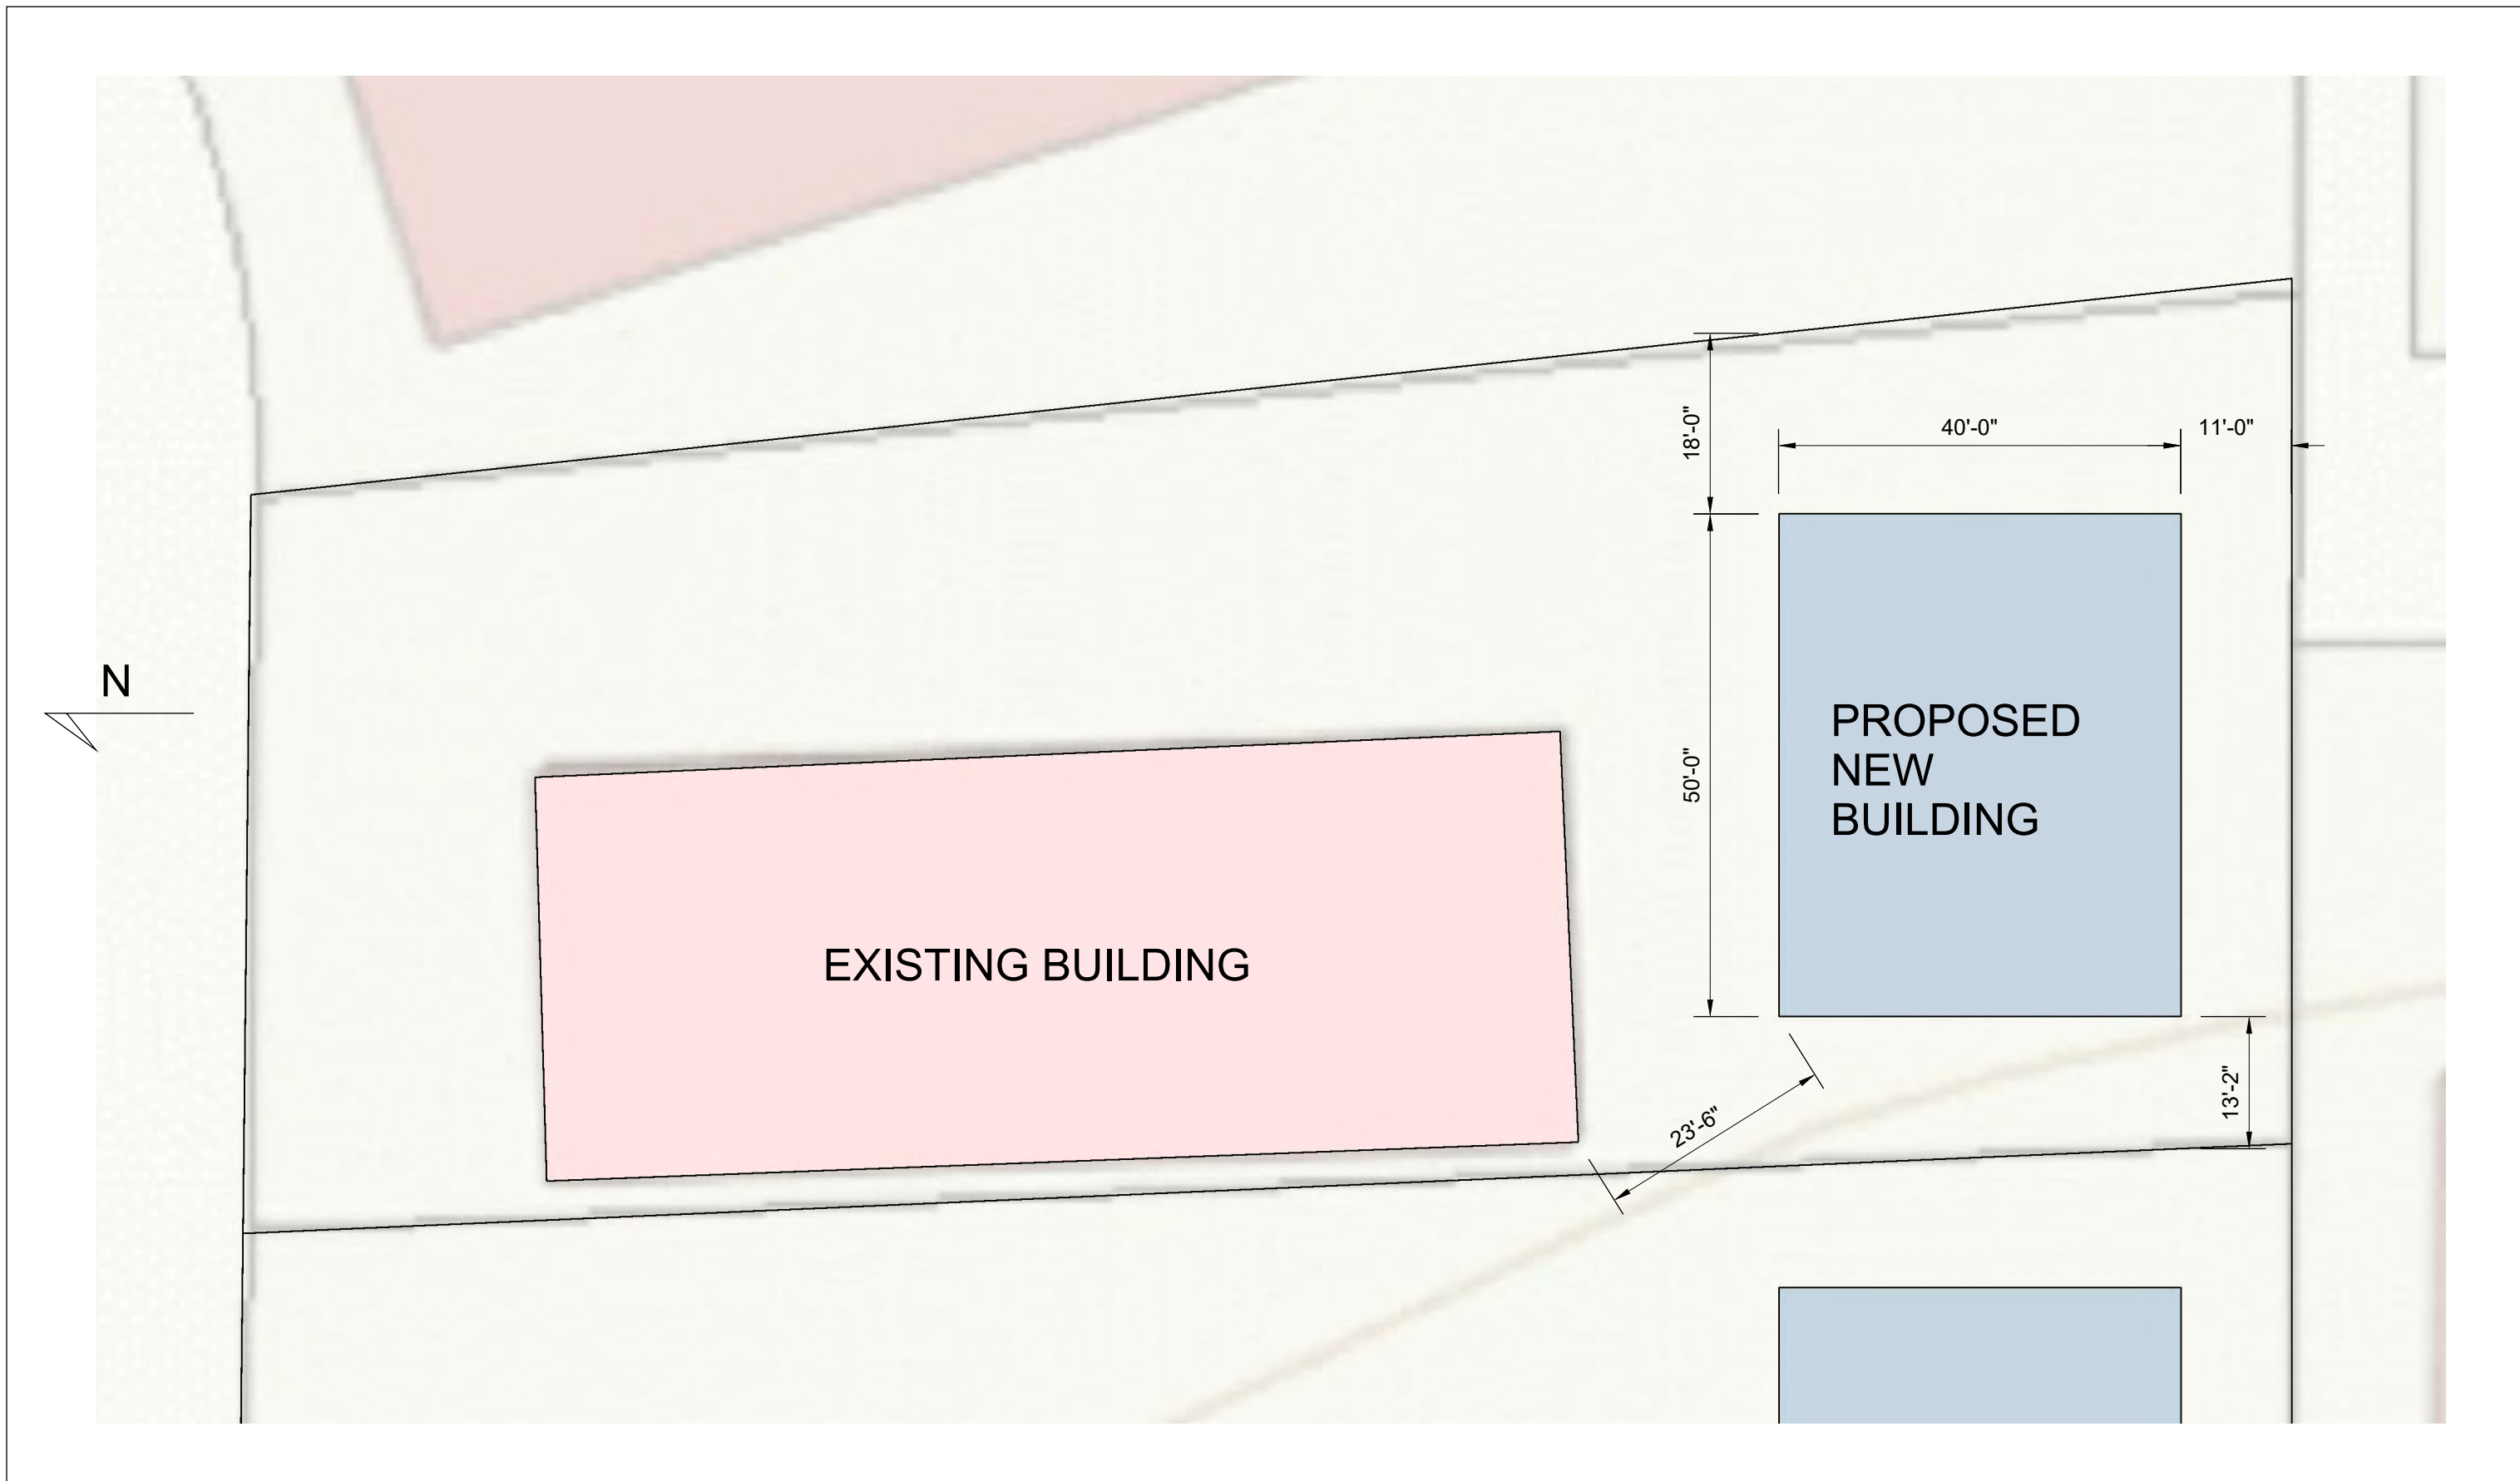 18'-0"
40'-0"
11'-0"
N
50'-0"
PROPOSED
NEW
BUILDING
EXISTING BUILDING
23'-6"
13'-2"